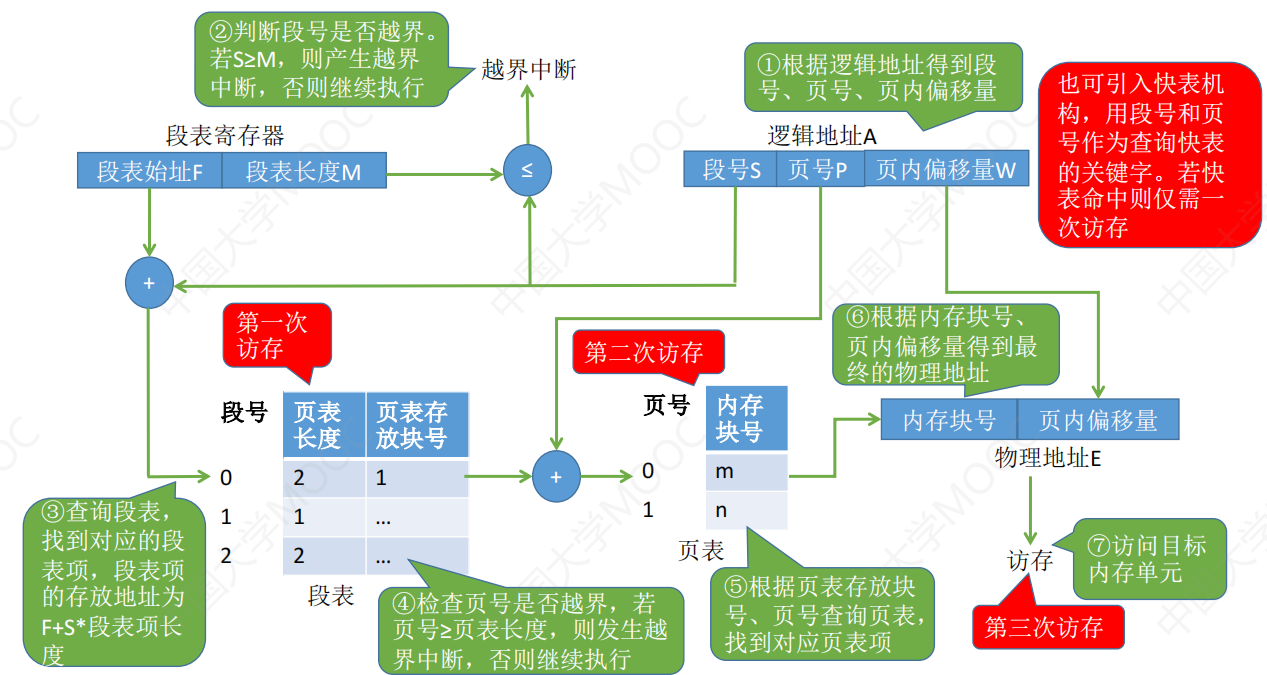 ②判断段号是否越界。
若S≥M，则产生越界
中断，否则继续执行
越界中断
①根据逻辑地址得到段
号、页号、页内偏移量
也可引入快表机
构，用段号和页
号作为查询快表
的关键字。若快
表命中则仅需一
次访存
段表寄存器
逻辑地址A
段表始址F
段表长度M
≤
段号S
页号P
页内偏移量W
+
第一次
访存
第二次访存
⑥根据内存块号、
页内偏移量得到最
终的物理地址
段号
页表
长度
页表存
放块号
0 2 1
1 1 ...
2 2 ...
段表
+
页号
内存
块号
0 m
1 n
页表
内存块号
页内偏移量
物理地址E
③查询段表，
找到对应的段
表项，段表项
的存放地址为
F+S*段表项长
度
④检查页号是否越界，若
页号≥页表长度，则发生越
界中断，否则继续执行
⑤根据页表存放块
号、页号查询页表，
找到对应页表项
访存
⑦访问目标
内存单元
第三次访存
中国大学MOOC